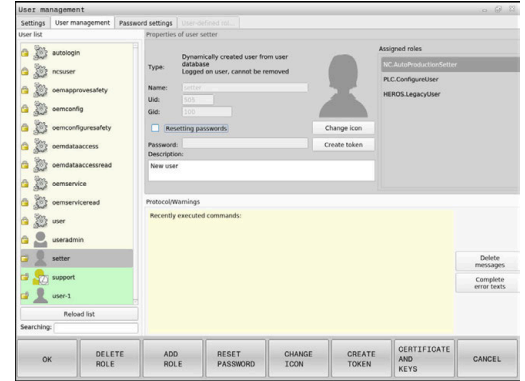 User management
Settings User management Password settings User-defined rol...
User list
autologin
ncsuser
oemapprovesafety
oemconfig
oemconfiguresafety
oemdataaccess
oemdataaccessread
oemservice
oemserviceread
user
useradmin
setter
support
user-1
Reload list
Searching:
Properties of user setter
Type:
Dynamically created user from user
database
Logged on user, cannot be
removed
Name: setter
Uid: 505
Gid: 100
Resetting passwords
Change icon
Password:
Create token
Description:
New user
Assigned roles
NC.AutoProductionSetter
PLC.ConfigureUser
HEROS.LegacyUser
Protocol/Warnings
Recently executed commands:
Delete
messages
Complete
error texts
OK
DELETE
ROLE
ADD
ROLE
RESET
PASSWORD
CHANGE
ICON
CREATE
TOKEN
CERTIFICATE
AND
KEYS
CANCEL